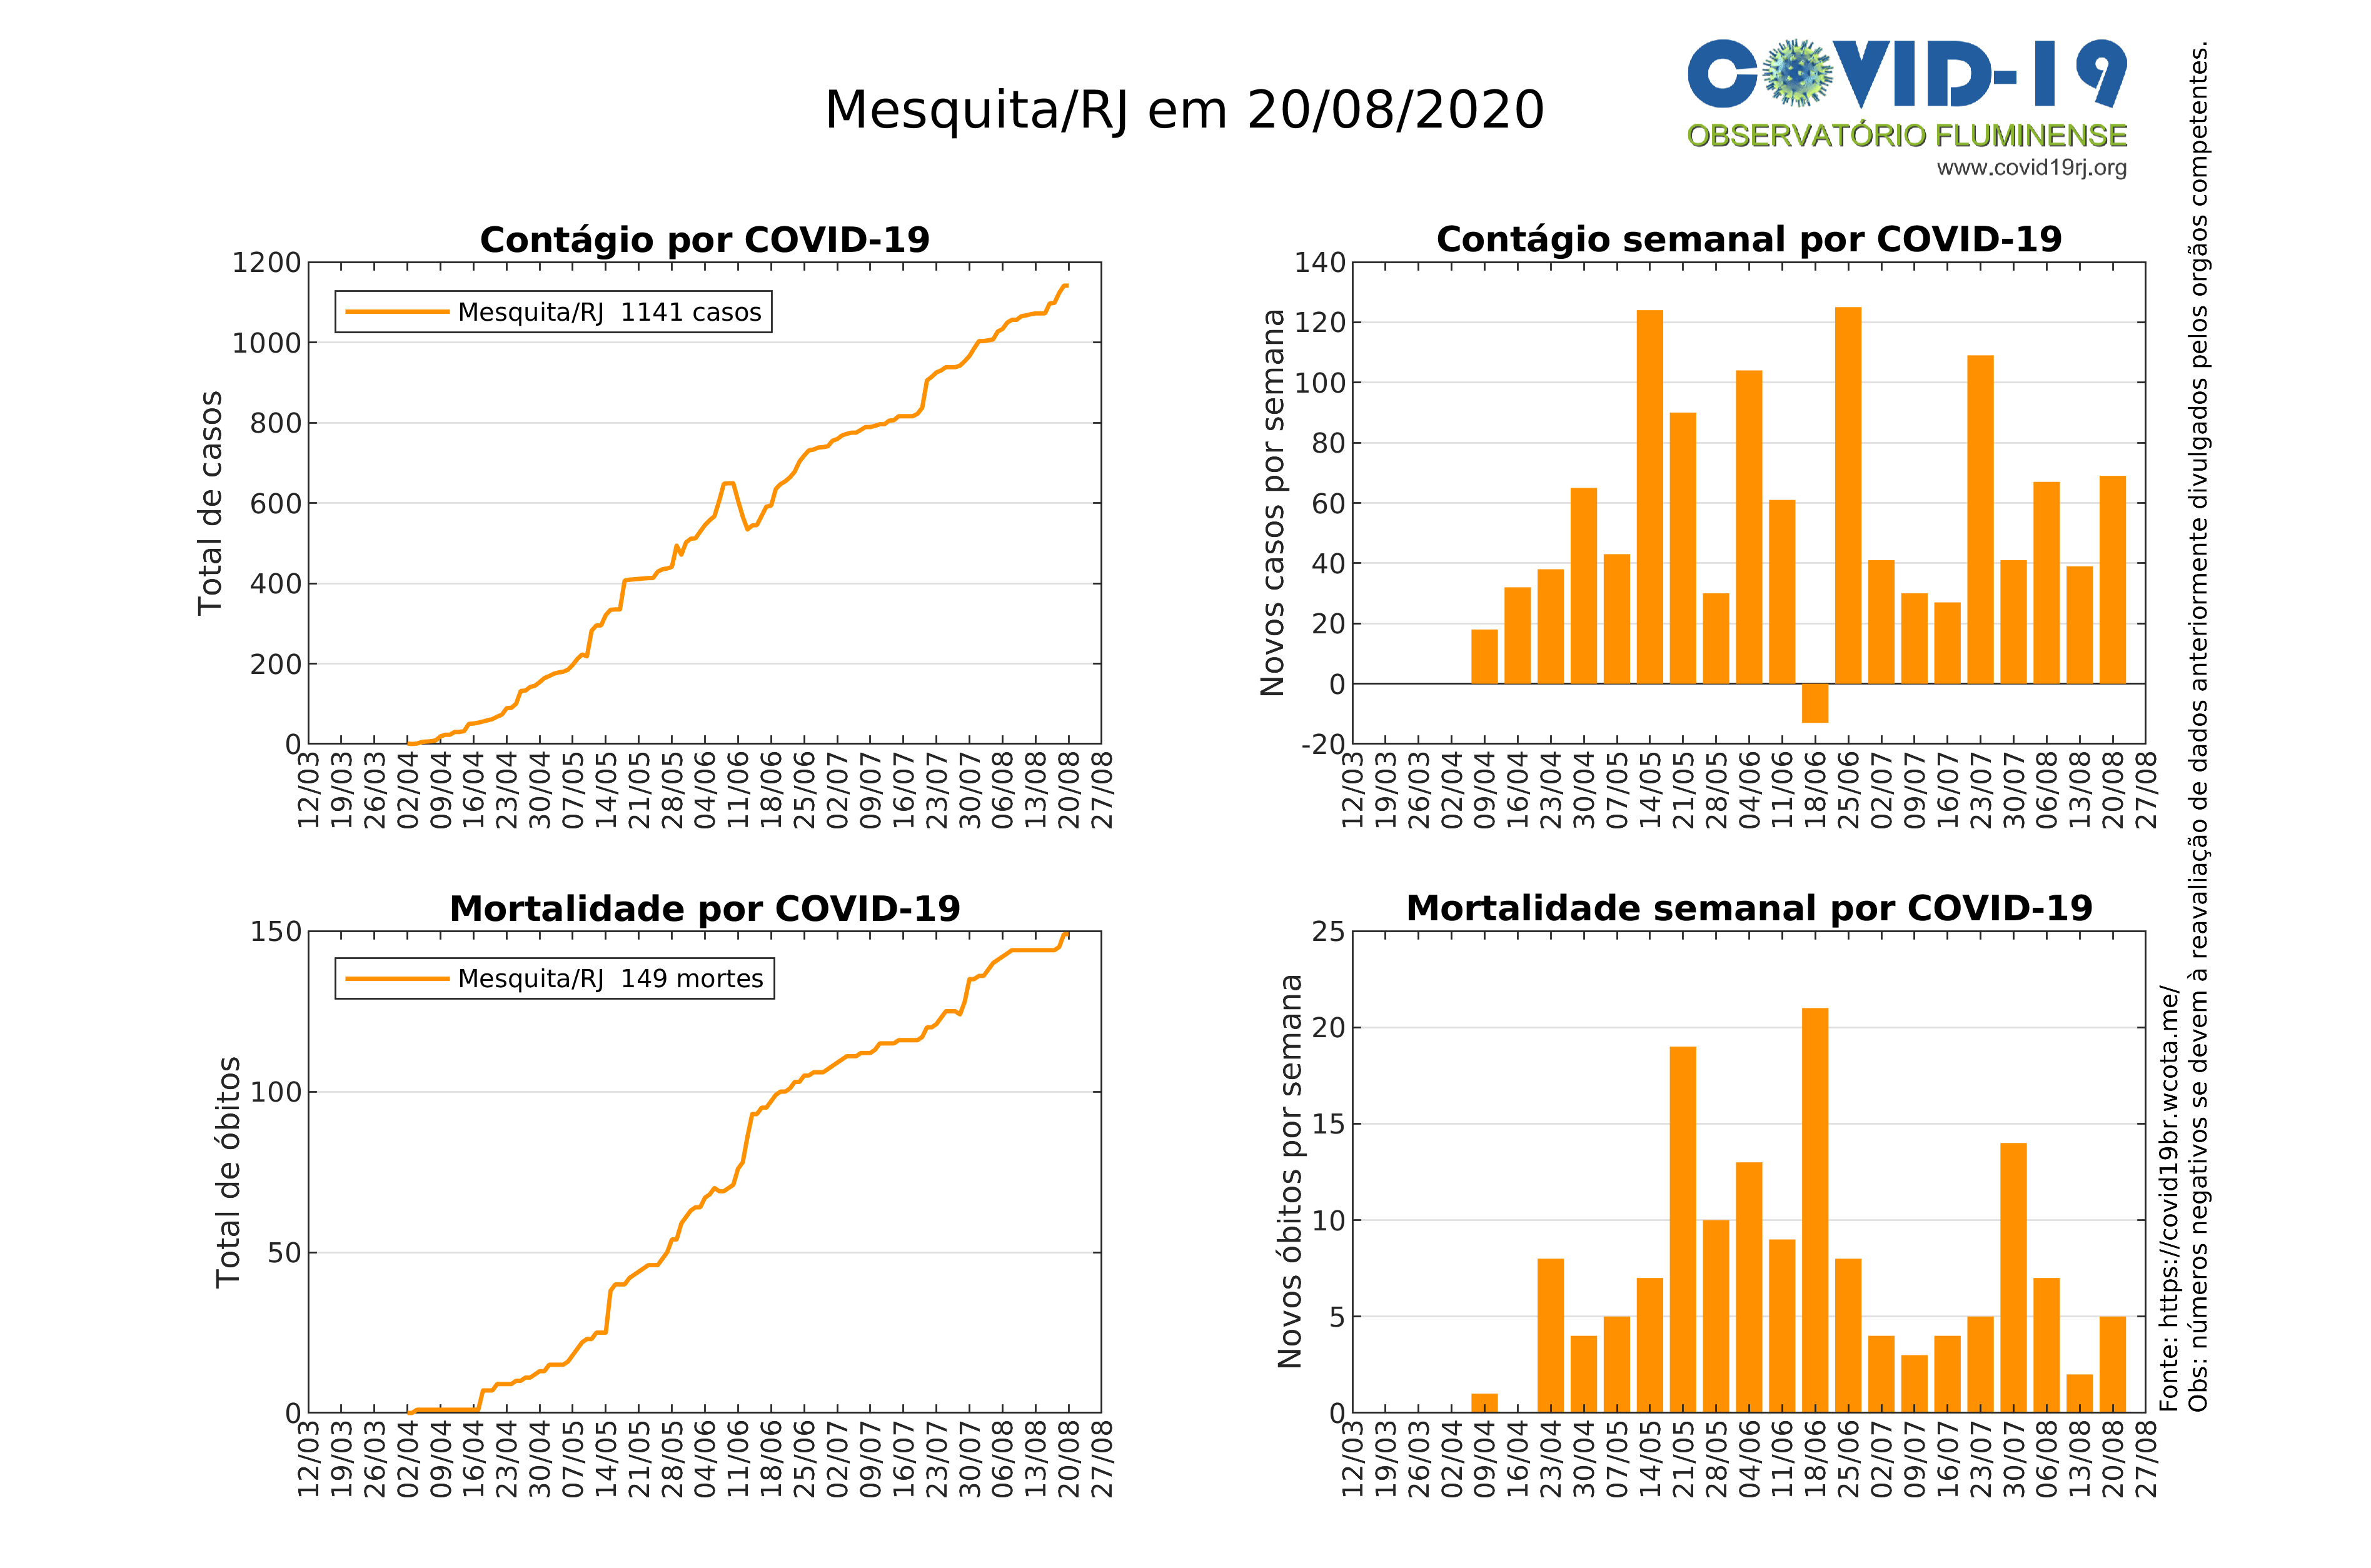 Mesquita/RJ em 20/08/2020
COVID-19
OBSERVATÓRIO FLUMINENSE
www.covid19rj.org
Contágio por COVID-19
Total de casos
1200
1000
800
600
400
200
0
Mesquita/RJ 1141 casos
12/03 19/03 26/03 02/04 09/04 16/04 23/04 30/04 07/05 14/05 21/05 28/05 04/06 11/06 18/06 25/06 02/07 09/07 16/07 23/07 30/07 06/08 13/08 20/08 27/08
Contágio semanal por COVID-19
Novos casos por semana
140
120
100
80
60
40
20
0
-20
12/03 19/03 26/03 02/04 09/04 16/04 23/04 30/04 07/05 14/05 21/05 28/05 04/06 11/06 18/06 25/06 02/07 09/07 16/07 23/07 30/07 06/08 13/08 20/08 27/08
Mortalidade por COVID-19
Total de óbitos
150
100
50
0
Mesquita/RJ 149 mortes
12/03 19/03 26/03 02/04 09/04 16/04 23/04 30/04 07/05 14/05 21/05 28/05 04/06 11/06 18/06 25/06 02/07 09/07 16/07 23/07 30/07 06/08 13/08 20/08 27/08
Mortalidade semanal por COVID-19
Novos óbitos por semana
25
20
15
10
5
0
12/03 19/03 26/03 02/04 09/04 16/04 23/04 30/04 07/05 14/05 21/05 28/05 04/06 11/06 18/06 25/06 02/07 09/07 16/07 23/07 30/07 06/08 13/08 20/08 27/08
Fonte: https://covid19br.wcota.me/
Obs: números negativos se devem à reavaliação de dados anteriormente divulgados pelos orgãos competentes.